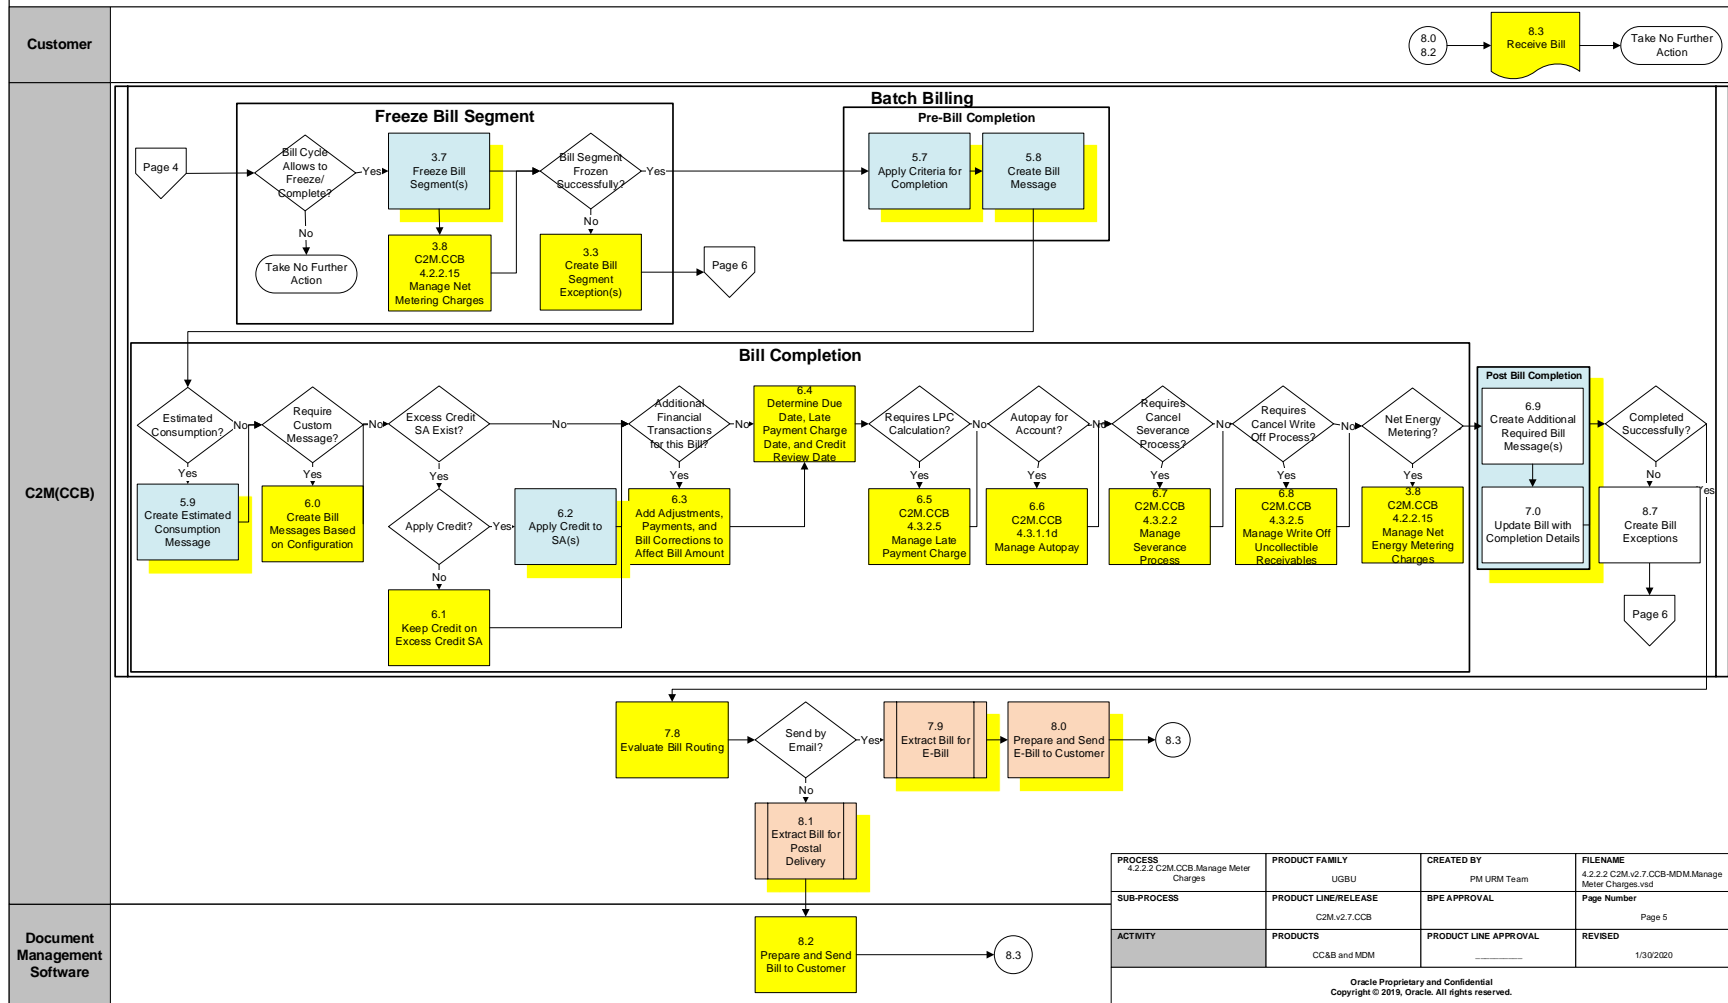 Customer
8.0
8.2
8.3
Receive Bill
Take No Further
Action
C2M(CCB)
Batch Billing
Freeze Bill Segment
Page 4
Bill Cycle
Allows to
Freeze/
Complete?
Yes
No
Take No Further
Action
3.7
Freeze Bill
Segment(s)
3.8
C2M.CCB
4.2.2.15
Manage Net
Metering Charges
Bill Segment
Frozen
Successfully?
Yes
No
3.3
Create Bill
Segment
Exception(s)
Page 6
Pre-Bill Completion
5.7
Apply Criteria for
Completion
5.8
Create Bill
Message
Bill Completion
Estimated
Consumption?
No
Yes
5.9
Create Estimated
Consumption
Message
Require
Custom
Message?
No
Yes
6.0
Create Bill
Messages Based
on Configuration
Excess Credit
SA Exist?
No
Yes
Apply Credit?
Yes
No
6.1
Keep Credit on
Excess Credit SA
6.2
Apply Credit to
SA(s)
Additional
Financial
Transactions
for this Bill?
No
Yes
6.3
Add Adjustments,
Payments, and
Bill Corrections to
Affect Bill Amount
6.4
Determine Due
Date, Late
Payment Charge
Date, and Credit
Review Date
Requires LPC
Calculation?
No
Yes
6.5
C2M.CCB
4.3.2.5
Manage Late
Payment Charge
Autopay for
Account?
No
Yes
6.6
C2M.CCB
4.3.1.1d
Manage Autopay
Requires
Cancel
Severance
Process?
No
Yes
6.7
C2M.CCB
4.3.2.2
Manage
Severance
Process
Requires
Cancel Write
Off Process?
No
Yes
6.8
C2M.CCB
4.3.2.5
Manage Write Off
Uncollectible
Receivables
Net Energy
Metering?
Yes
3.8
C2M.CCB
4.2.2.15
Manage Net
Energy Metering
Charges
Post Bill Completion
6.9
Create Additional
Required Bill
Message(s)
7.0
Update Bill with
Completion Details
Completed
Successfully?
No
Yes
8.7
Create Bill
Exceptions
Page 6
7.8
Evaluate Bill Routing
Send by
Email?
Yes
No
7.9
Extract Bill for
E-Bill
8.0
Prepare and Send
E-Bill to Customer
8.3
8.1
Extract Bill for
Postal
Delivery
Document
Management
Software
8.2
Prepare and Send
Bill to Customer
8.3
PROCESS
4.2.2.2 C2M.CCB.Manage Meter
Charges
PRODUCT FAMILY
UGBU
CREATED BY
PM URM Team
FILENAME
4.2.2.2 C2M.v2.7.CCB-MDM.Manage
Meter Charges.vsd
SUB-PROCESS
PRODUCT LINE/RELEASE
C2M.v2.7.CCB
BPE APPROVAL
Page Number
Page 5
ACTIVITY
PRODUCTS
CC&B and MDM
PRODUCT LINE APPROVAL
REVISED
1/30/2020
Oracle Proprietary and Confidential
Copyright © 2019, Oracle. All rights reserved.